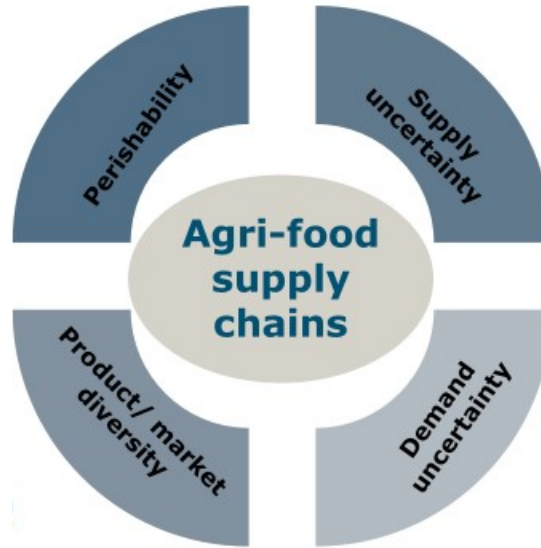 Perishability
Supply
uncertainty
Agri-food
supply
chains
Product/ market
diversity
Demand
uncertainty